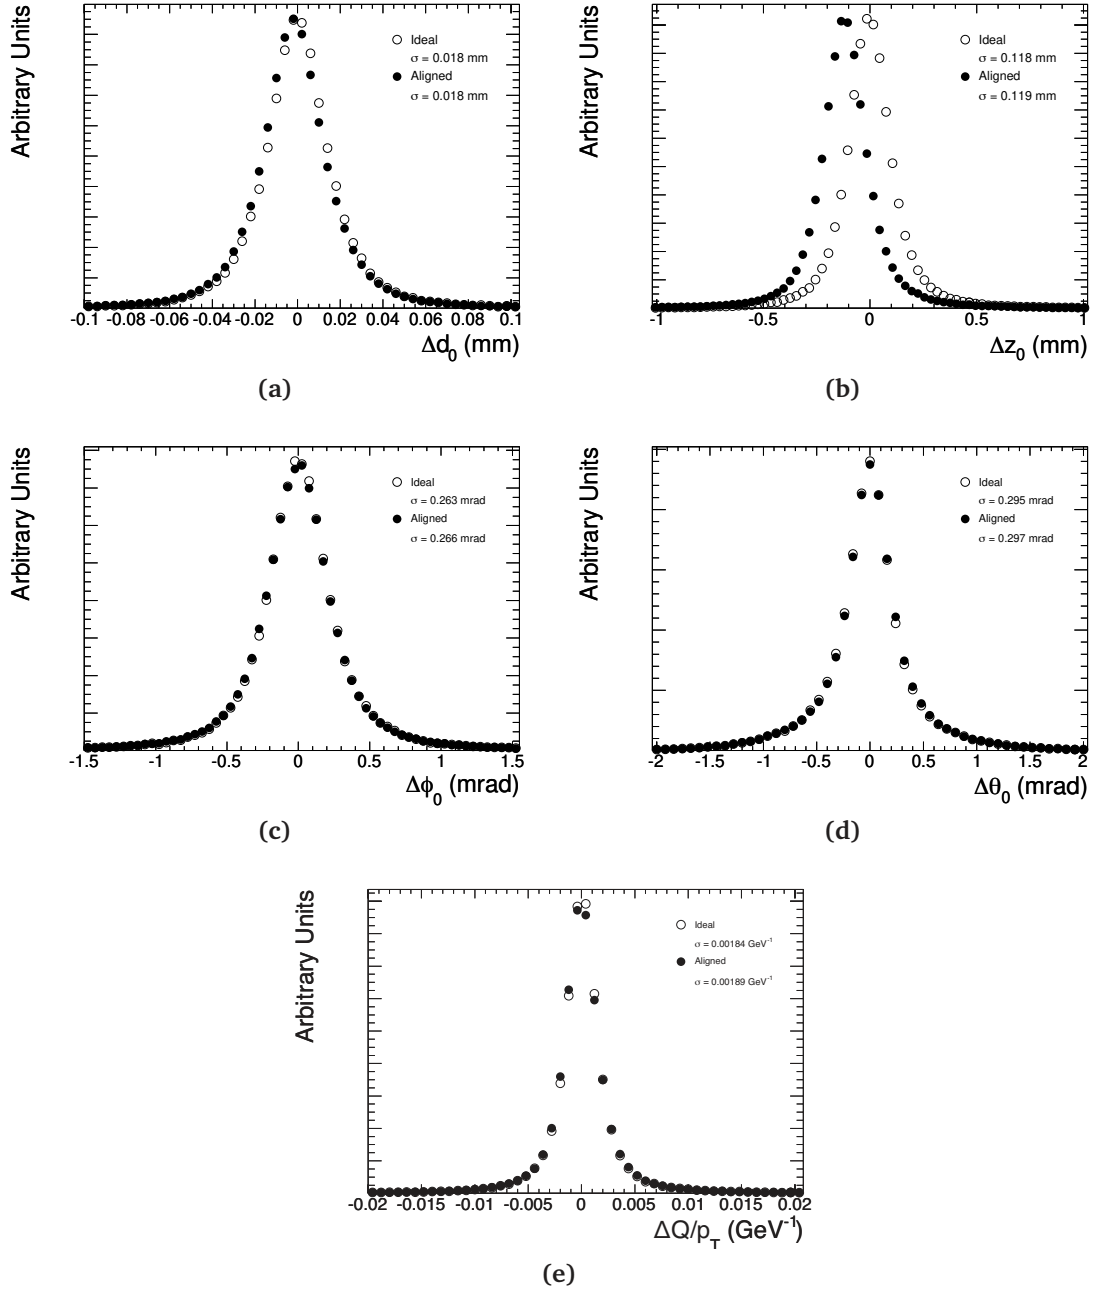 Arbitrary Units
Ideal
σ = 0.018 mm
Aligned
σ = 0.018 mm
-0.1 -0.08 -0.06 -0.04 -0.02 0 0.02 0.04 0.06 0.08 0.1
Δd₀ (mm)
(a)
Arbitrary Units
Ideal
σ = 0.118 mm
Aligned
σ = 0.119 mm
-1 -0.5 0 0.5 1
Δz₀ (mm)
(b)
Arbitrary Units
Ideal
σ = 0.263 mrad
Aligned
σ = 0.266 mrad
-1.5 -1 -0.5 0 0.5 1 1.5
Δϕ₀ (mrad)
(c)
Arbitrary Units
Ideal
σ = 0.295 mrad
Aligned
σ = 0.297 mrad
-2 -1.5 -1 -0.5 0 0.5 1 1.5 2
Δθ₀ (mrad)
(d)
Arbitrary Units
Ideal
σ = 0.00184 GeV⁻¹
Aligned
σ = 0.00189 GeV⁻¹
-0.02 -0.015 -0.01 -0.005 0 0.005 0.01 0.015 0.02
ΔQ/p_T (GeV⁻¹)
(e)